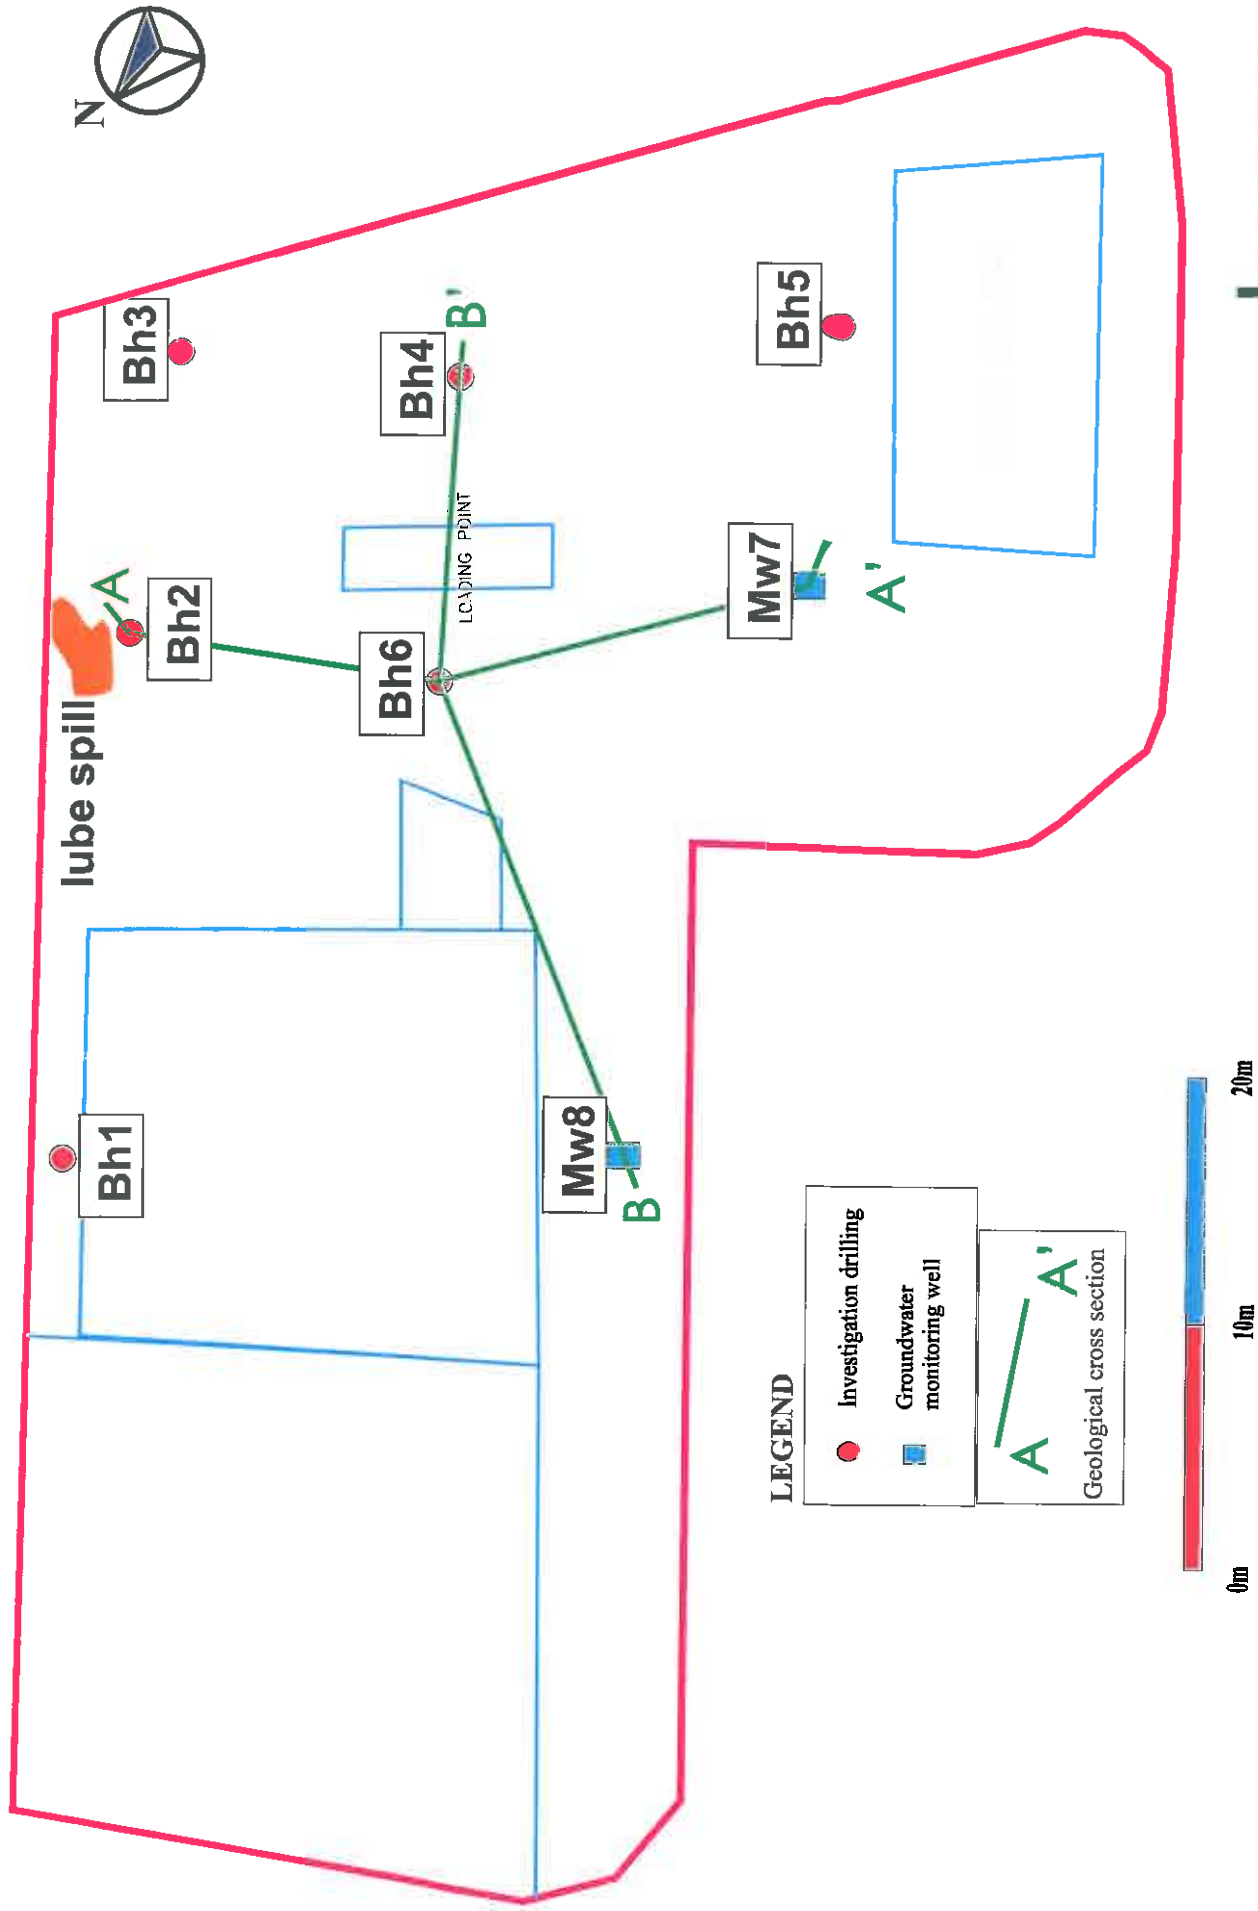 N
lube spill
A
Bh1
Bh2
Bh3
Bh6
Bh4
B'
LOADING POINT
Mw8
B
Mw7
A'
Bh5
LEGEND
Investigation drilling
Groundwater
monitoring well
A
A'
Geological cross section
0m
10m
20m